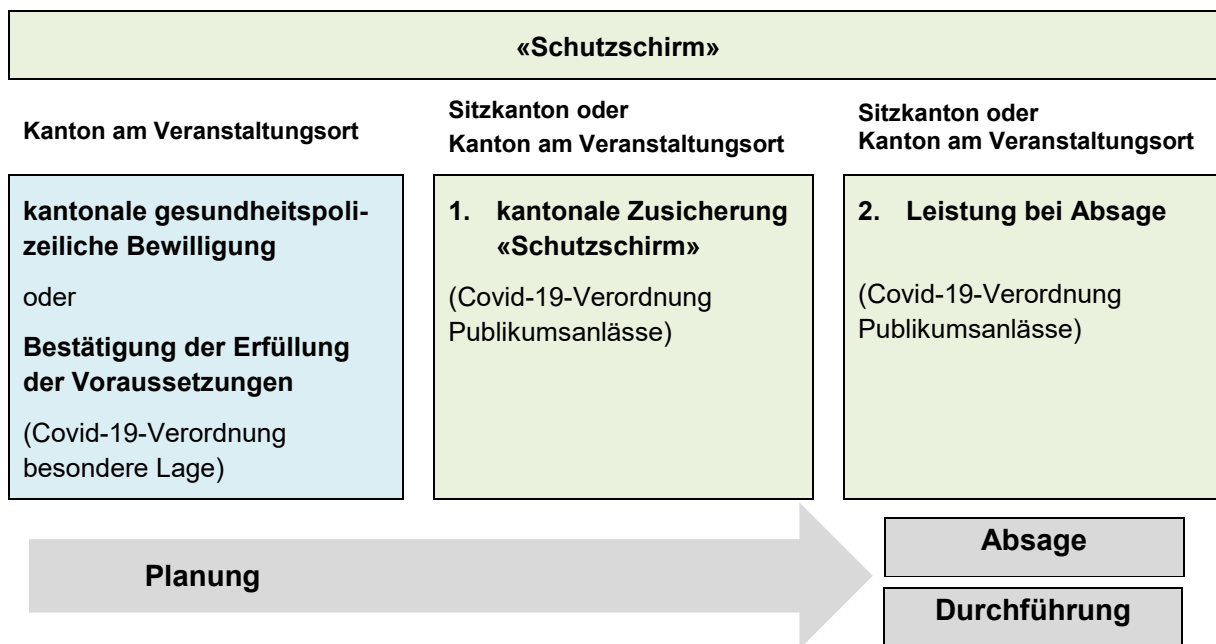 «Schutzschirm»
Kanton am Veranstaltungsort
Sitzkanton oder
Kanton am Veranstaltungsort
Sitzkanton oder
Kanton am Veranstaltungsort
kantonale gesundheitspoli-
zeiliche Bewilligung
oder
Bestätigung der Erfüllung
der Voraussetzungen
(Covid-19-Verordnung
besondere Lage)
1. kantonale Zusicherung
«Schutzschirm»
(Covid-19-Verordnung
Publikumsanlässe)
2. Leistung bei Absage
(Covid-19-Verordnung
Publikumsanlässe)
Planung
Absage
Durchführung